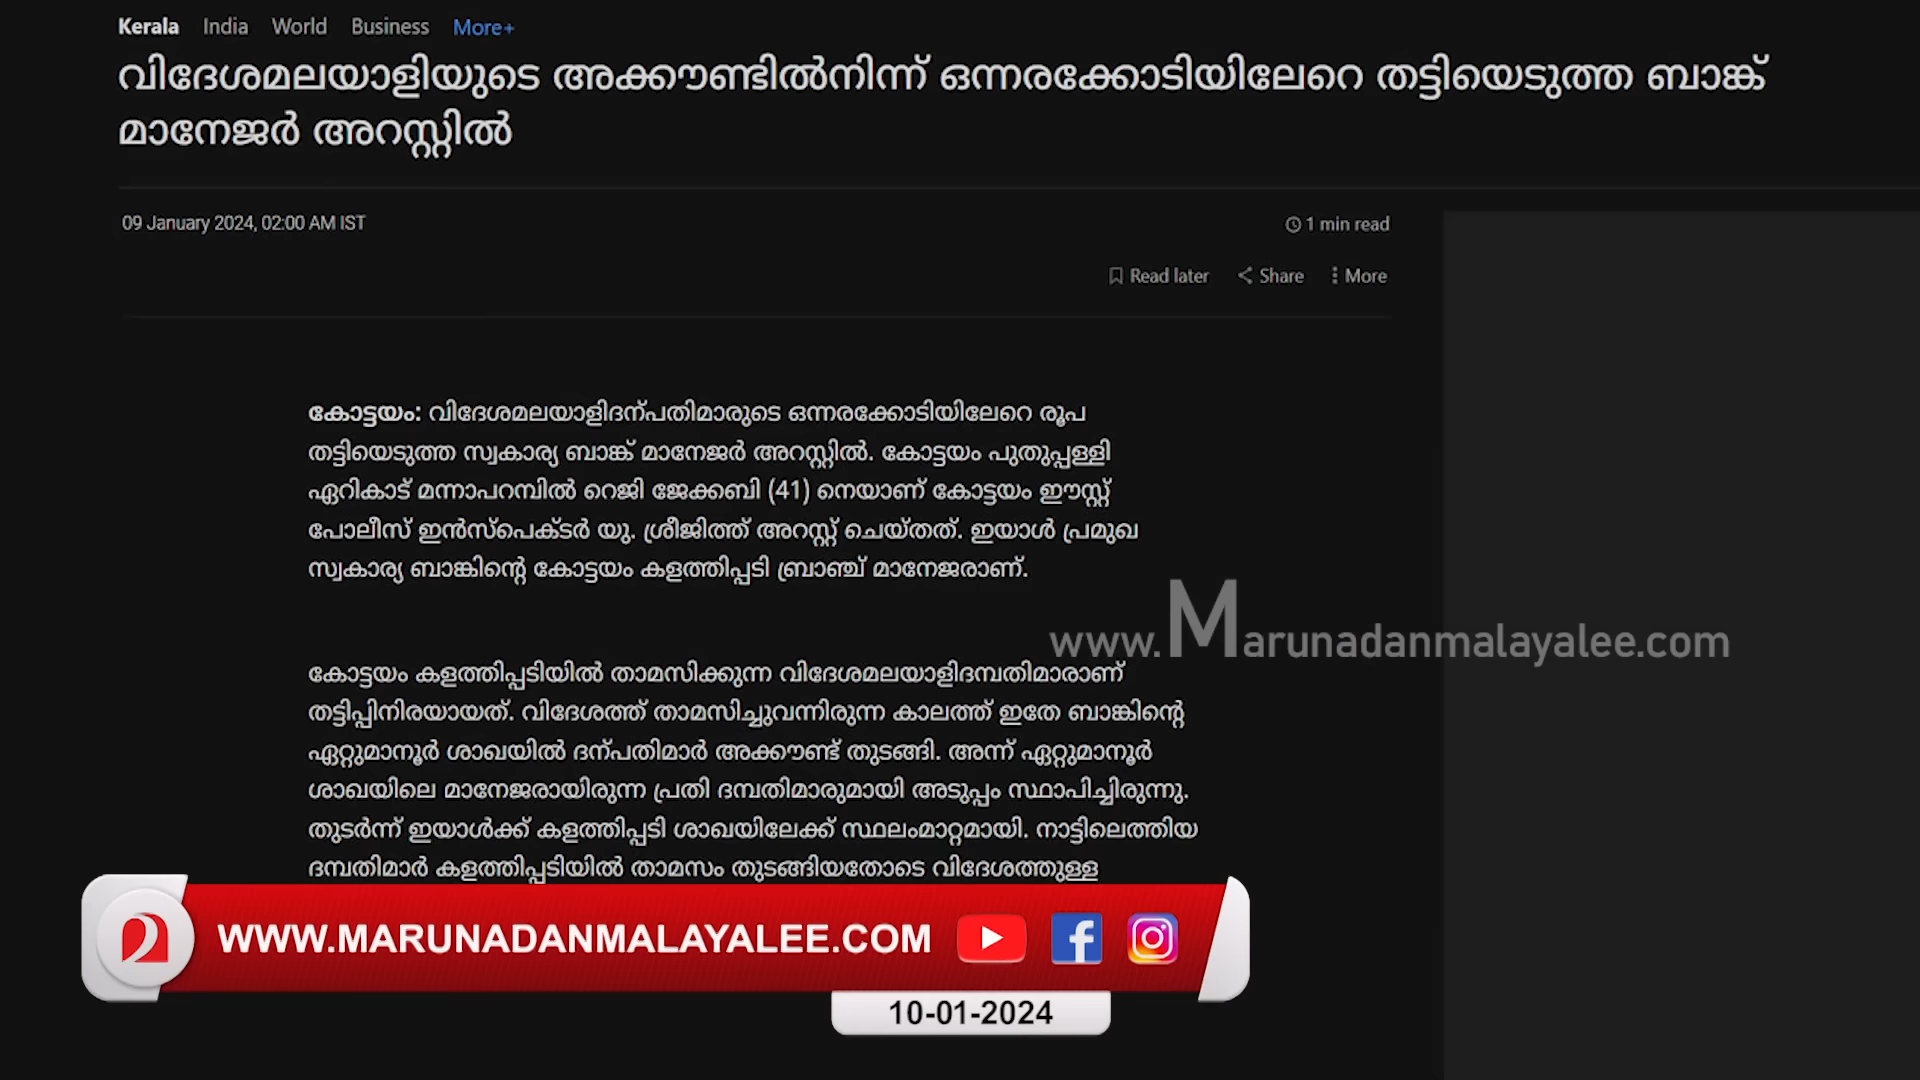 Kerala India World Business More+
വിദേശമലയാളിയുടെ അക്കൗണ്ടിൽനിന്ന് ഒന്നരക്കോടിയിലേറെ തട്ടിയെടുത്ത ബാങ്ക്
മാനേജർ അറസ്റ്റിൽ
09 January 2024, 02:00 AM IST
1 min read
Read later Share More
കോട്ടയം: വിദേശമലയാളിദന്പതിമാരുടെ ഒന്നരക്കോടിയിലേറെ രൂപ
തട്ടിയെടുത്ത സ്വകാര്യ ബാങ്ക് മാനേജർ അറസ്റ്റിൽ. കോട്ടയം പുതുപ്പള്ളി
ഏറികാട് മന്നാപറമ്പിൽ റെജി ജേക്കബി (41) നെയാണ് കോട്ടയം ഈസ്റ്റ്
പോലീസ് ഇൻസ്പെക്ടർ യു. ശ്രീജിത്ത് അറസ്റ്റ് ചെയ്തത്. ഇയാൾ പ്രമുഖ
സ്വകാര്യ ബാങ്കിന്റെ കോട്ടയം കളത്തിപ്പടി ബ്രാഞ്ച് മാനേജരാണ്.
www.Marunadanmalayalee.com
കോട്ടയം കളത്തിപ്പടിയിൽ താമസിക്കുന്ന വിദേശമലയാളിദമ്പതിമാരാണ്
തട്ടിപ്പിനിരയായത്. വിദേശത്ത് താമസിച്ചുവന്നിരുന്ന കാലത്ത് ഇതേ ബാങ്കിന്റെ
ഏറ്റുമാനൂർ ശാഖയിൽ ദന്പതിമാർ അക്കൗണ്ട് തുടങ്ങി. അന്ന് ഏറ്റുമാനൂർ
ശാഖയിലെ മാനേജരായിരുന്ന പ്രതി ദമ്പതിമാരുമായി അടുപ്പം സ്ഥാപിച്ചിരുന്നു.
തുടർന്ന് ഇയാൾക്ക് കളത്തിപ്പടി ശാഖയിലേക്ക് സ്ഥലംമാറ്റമായി. നാട്ടിലെത്തിയ
ദമ്പതിമാർ കളത്തിപ്പടിയിൽ താമസം തുടങ്ങിയതോടെ വിദേശത്തുള്ള
WWW.MARUNADANMALAYALEE.COM
10-01-2024